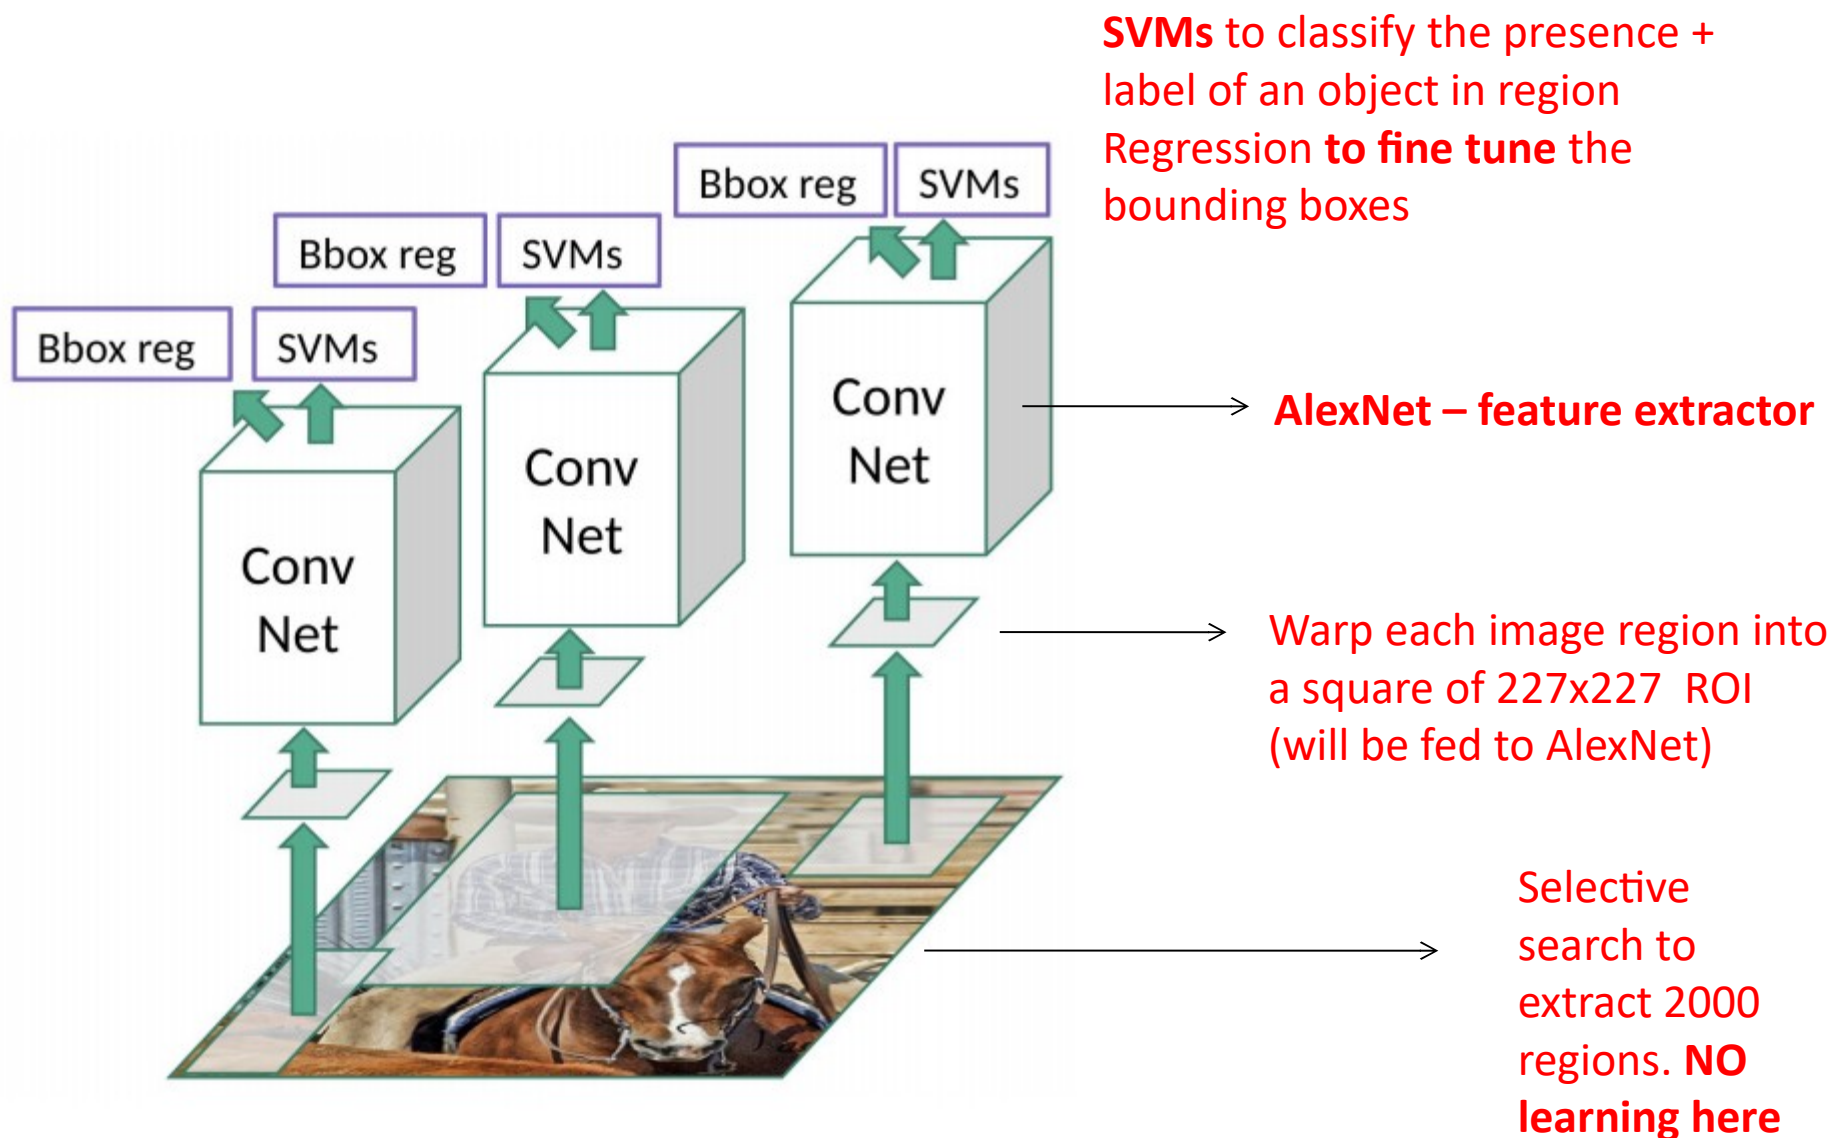 SVMs to classify the presence +
label of an object in region
Regression to fine tune the
bounding boxes
Bbox reg
SVMs
Bbox reg
SVMs
Bbox reg
SVMs
Conv
Net
AlexNet – feature extractor
Conv
Net
Conv
Net
Warp each image region into
a square of 227x227  ROI
(will be fed to AlexNet)
Selective
search to
extract 2000
regions. NO
learning here